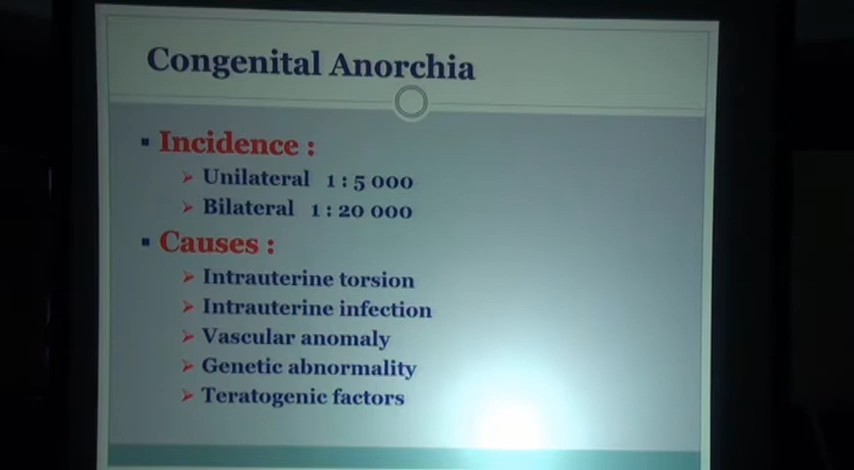 Congenital Anorchia
Incidence :
Unilateral 1 : 5 000
Bilateral 1 : 20 000
Causes :
Intrauterine torsion
Intrauterine infection
Vascular anomaly
Genetic abnormality
Teratogenic factors